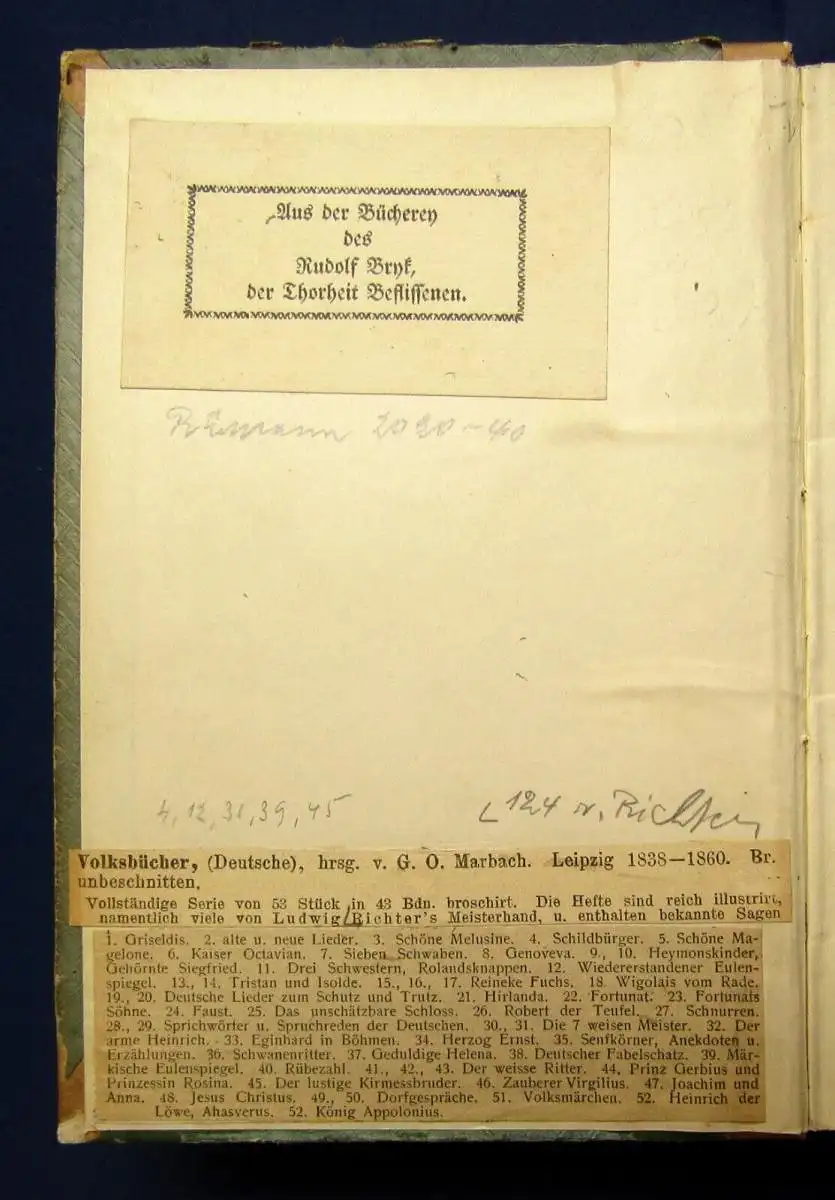 Aus der Bücherey
des
Rudolf Bryk,
der Thorheit Beflissenen.
Rümann 2020-40
4, 12, 31, 39, 45
124 v. Richter
Volksbücher, (Deutsche), hrsg. v. G. O. Marbach. Leipzig 1838—1860. Br.
unbeschnitten.
Vollständige Serie von 53 Stück in 43 Bdn. broschirt. Die Hefte sind reich illustrirt,
namentlich viele von Ludwig Richter's Meisterhand, u. enthalten bekannte Sagen
1. Griseldis. 2. alte u. neue Lieder. 3. Schöne Melusine. 4. Schildbürger. 5. Schöne Ma-
gelone. 6. Kaiser Octavian. 7. Sieben Schwaben. 8. Genoveva. 9., 10. Heymonskinder,
Gehörnte Siegfried. 11. Drei Schwestern, Rolandsknappen. 12. Wiedererstandener Eulen-
spiegel. 13., 14. Tristan und Isolde. 15., 16., 17. Reineke Fuchs. 18. Wigolais vom Rade.
19., 20. Deutsche Lieder zum Schutz und Trutz. 21. Hirlanda. 22. Fortunat. 23. Fortunats
Söhne. 24. Faust. 25. Das unschätzbare Schloss. 26. Robert der Teufel. 27. Schnurren.
28., 29. Sprichwörter u. Spruchreden der Deutschen. 30., 31. Die 7 weisen Meister. 32. Der
arme Heinrich. 33. Eginhard in Böhmen. 34. Herzog Ernst. 35. Senfkörner, Anekdoten u.
Erzählungen. 36. Schwanenritter. 37. Geduldige Helena. 38. Deutscher Fabelschatz. 39. Mär-
kische Eulenspiegel. 40. Rübezahl. 41., 42., 43. Der weisse Ritter. 44. Prinz Gerbius und
Prinzessin Rosina. 45. Der lustige Kirmessbruder. 46. Zauberer Virgilius. 47. Joachim und
Anna. 48. Jesus Christus. 49., 50. Dorfgespräche. 51. Volksmärchen. 52. Heinrich der
Löwe, Ahasverus. 52. König Appolonius.